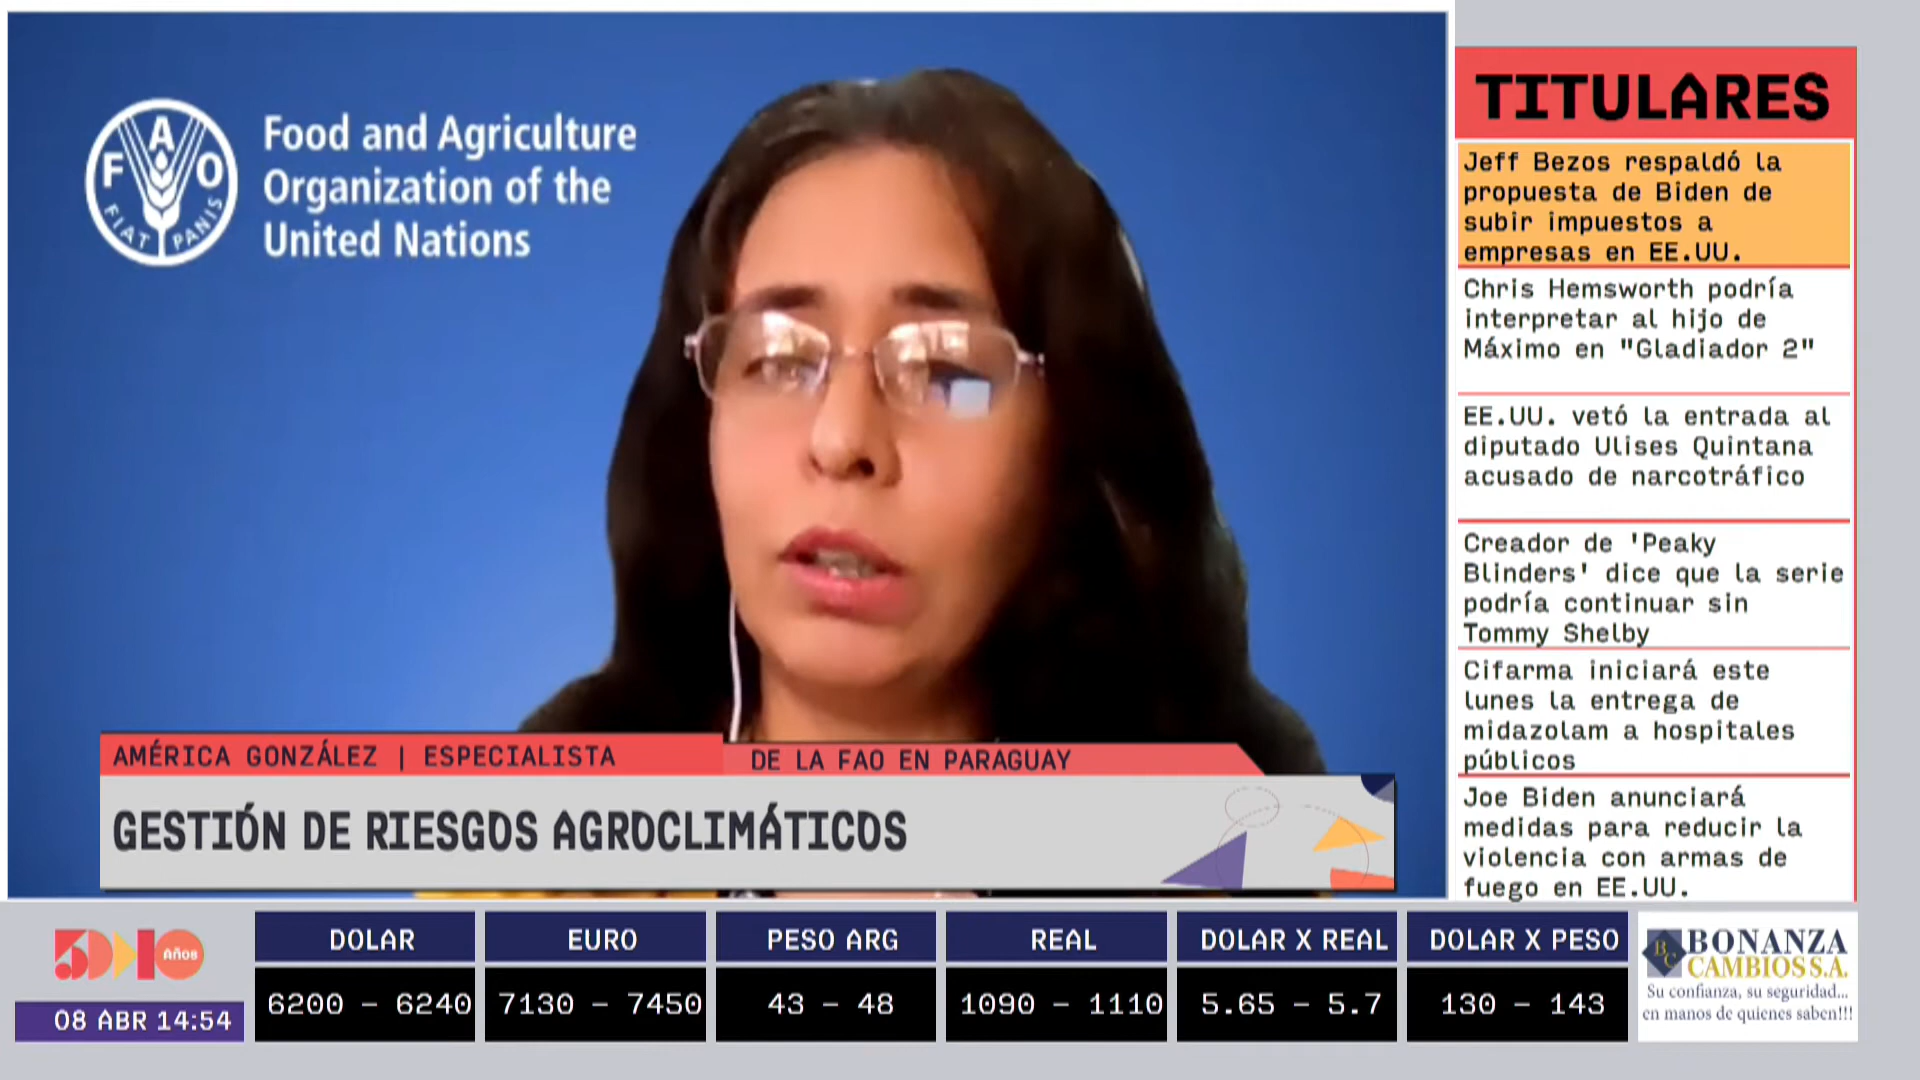 FAO
FIAT PANIS
Food and Agriculture
Organization of the
United Nations
AMÉRICA GONZÁLEZ | ESPECIALISTA DE LA FAO EN PARAGUAY
GESTIÓN DE RIESGOS AGROCLIMÁTICOS
TITULARES
Jeff Bezos respaldó la
propuesta de Biden de
subir impuestos a
empresas en EE.UU.
Chris Hemsworth podría
interpretar al hijo de
Máximo en "Gladiador 2"
EE.UU. vetó la entrada al
diputado Ulises Quintana
acusado de narcotráfico
Creador de 'Peaky
Blinders' dice que la serie
podría continuar sin
Tommy Shelby
Cifarma iniciará este
lunes la entrega de
midazolam a hospitales
públicos
Joe Biden anunciará
medidas para reducir la
violencia con armas de
fuego en EE.UU.
Años
08 ABR 14:54
DOLAR
6200 - 6240
EURO
7130 - 7450
PESO ARG
43 - 48
REAL
1090 - 1110
DOLAR X REAL
5.65 - 5.7
DOLAR X PESO
130 - 143
BC
BONANZA
CAMBIOS S.A.
Su confianza, su seguridad...
en manos de quienes saben!!!